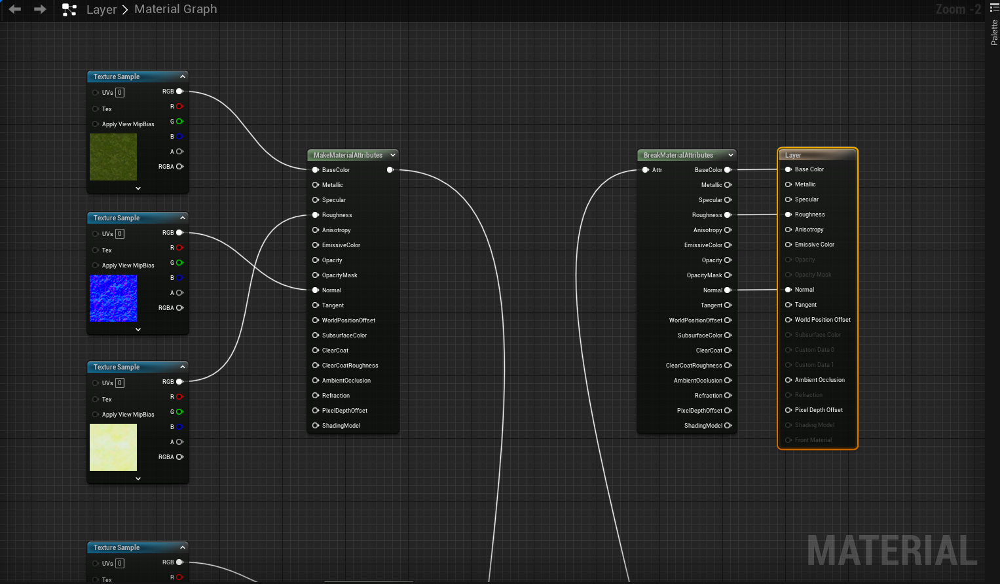 Layer > Material Graph
Zoom -2
Palette
Texture Sample
UVs 0
RGB
R
Tex
G
Apply View MipBias
B
A
RGBA
Texture Sample
UVs 0
RGB
R
Tex
G
Apply View MipBias
B
A
RGBA
Texture Sample
UVs 0
RGB
R
Tex
G
Apply View MipBias
B
A
RGBA
Texture Sample
UVs 0
RGB
R
Tex
MakeMaterialAttributes
BaseColor
Metallic
Specular
Roughness
Anisotropy
EmissiveColor
Opacity
OpacityMask
Normal
Tangent
WorldPositionOffset
SubsurfaceColor
ClearCoat
ClearCoatRoughness
AmbientOcclusion
Refraction
PixelDepthOffset
ShadingModel
BreakMaterialAttributes
Attr
BaseColor
Metallic
Specular
Roughness
Anisotropy
EmissiveColor
Opacity
OpacityMask
Normal
Tangent
WorldPositionOffset
SubsurfaceColor
ClearCoat
ClearCoatRoughness
AmbientOcclusion
Refraction
PixelDepthOffset
ShadingModel
Layer
Base Color
Metallic
Specular
Roughness
Anisotropy
Emissive Color
Opacity
Opacity Mask
Normal
Tangent
World Position Offset
Subsurface Color
Custom Data 0
Custom Data 1
Ambient Occlusion
Refraction
Pixel Depth Offset
Shading Model
Front Material
MATERIAL